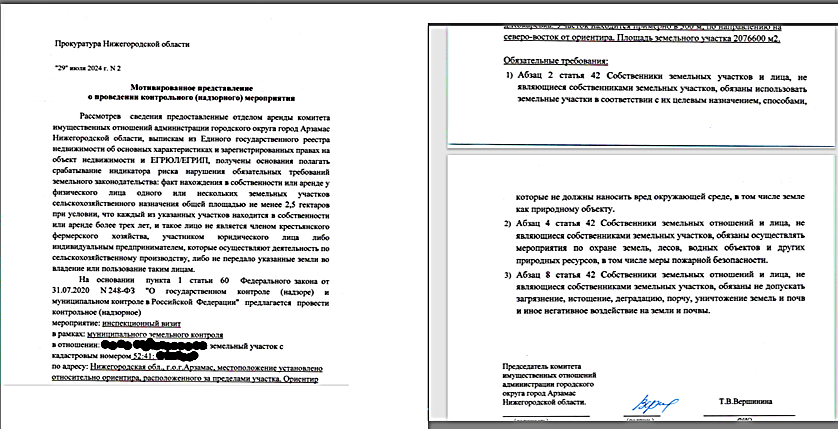 Прокуратура Нижегородской области
"29" июля 2024 г. N 2
Мотивированное представление
о проведении контрольного (надзорного) мероприятия
Рассмотрев сведения предоставленные отделом аренды комитета
имущественных отношений администрации городского округа город Арзамас
Нижегородской области, выпискам из Единого государственного реестра
недвижимости об основных характеристиках и зарегистрированных правах на
объект недвижимости и ЕГРЮЛ/ЕГРИП, получены основания полагать
срабатывание индикатора риска нарушения обязательных требований
земельного законодательства: факт нахождения в собственности или аренде у
физического лица одного или нескольких земельных участков
сельскохозяйственного назначения общей площадью не менее 2,5 гектаров
при условии, что каждый из указанных участков находится в собственности
или аренде более трех лет, и такое лицо не является членом крестьянского
фермерского хозяйства, участником юридического лица либо
индивидуальным предпринимателем, которые осуществляют деятельность по
сельскохозяйственному производству, либо не передало указанные земли во
владение или пользование таким лицам.
На основании пункта 1 статьи 60 Федерального закона от
31.07.2020 N 248-ФЗ "О государственном контроле (надзоре) и
муниципальном контроле в Российской Федерации" предлагается провести
контрольное (надзорное)
мероприятие: инспекционный визит
в рамках: муниципального земельного контроля
в отношении: земельный участок с
кадастровым номером 52:41:
по адресу: Нижегородская обл., г.о.г.Арзамас, местоположение установлено
относительно ориентира, расположенного за пределами участка. Ориентир
Участок находится примерно в 500 м, по направлению на
северо-восток от ориентира. Площадь земельного участка 2076600 м2.
Обязательные требования:
1) Абзац 2 статья 42 Собственники земельных участков и лица, не
являющиеся собственниками земельных участков, обязаны использовать
земельные участки в соответствии с их целевым назначением, способами,
которые не должны наносить вред окружающей среде, в том числе земле
как природному объекту.
2) Абзац 4 статья 42 Собственники земельных отношений и лица, не
являющиеся собственниками земельных участков, обязаны осуществлять
мероприятия по охране земель, лесов, водных объектов и других
природных ресурсов, в том числе меры пожарной безопасности.
3) Абзац 8 статья 42 Собственники земельных отношений и лица, не
являющиеся собственниками земельных участков, обязаны не допускать
загрязнение, истощение, деградацию, порчу, уничтожение земель и почв
и иное негативное воздействие на земли и почвы.
Председатель комитета
имущественных отношений
администрации городского
округа город Арзамас
Нижегородской области.
Т.В.Вершинина